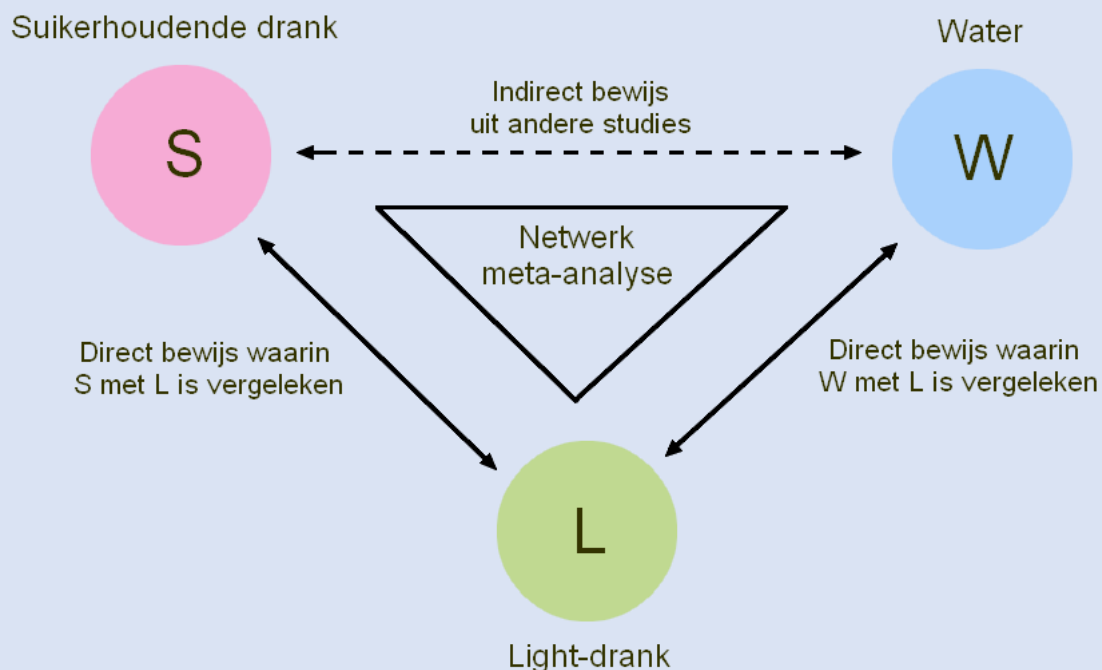 Suikerhoudende drank
Water
Indirect bewijs
uit andere studies
S
W
Netwerk
meta-analyse
Direct bewijs waarin
S met L is vergeleken
Direct bewijs waarin
W met L is vergeleken
L
Light-drank